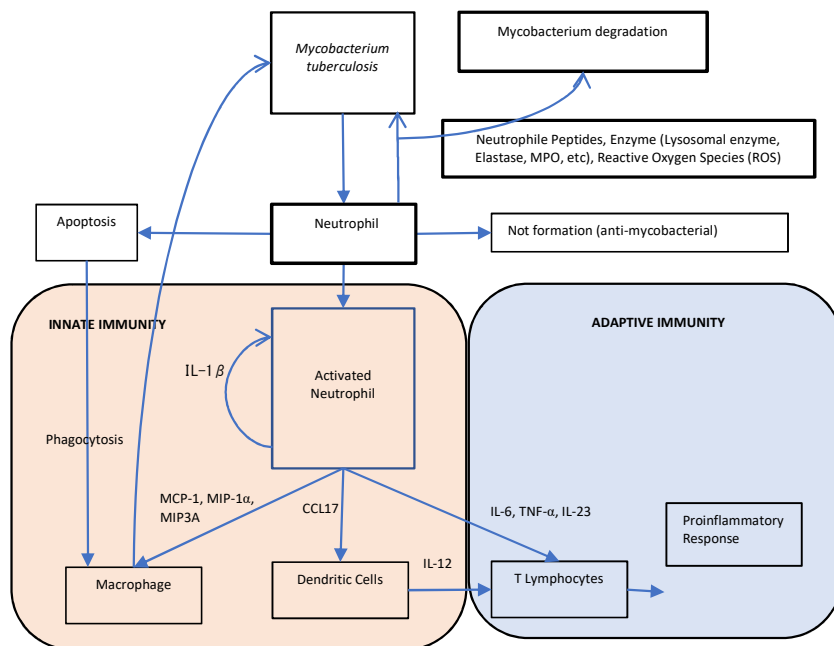 Mycobacterium
tuberculosis
Mycobacterium degradation
Neutrophile Peptides, Enzyme (Lysosomal enzyme,
Elastase, MPO, etc), Reactive Oxygen Species (ROS)
Apoptosis
Neutrophil
Not formation (anti-mycobacterial)
INNATE IMMUNITY
ADAPTIVE IMMUNITY
IL-1β
Activated
Neutrophil
Phagocytosis
MCP-1, MIP-1α,
MIP3A
CCL17
IL-6, TNF-α, IL-23
Proinflammatory
Response
Macrophage
Dendritic Cells
IL-12
T Lymphocytes